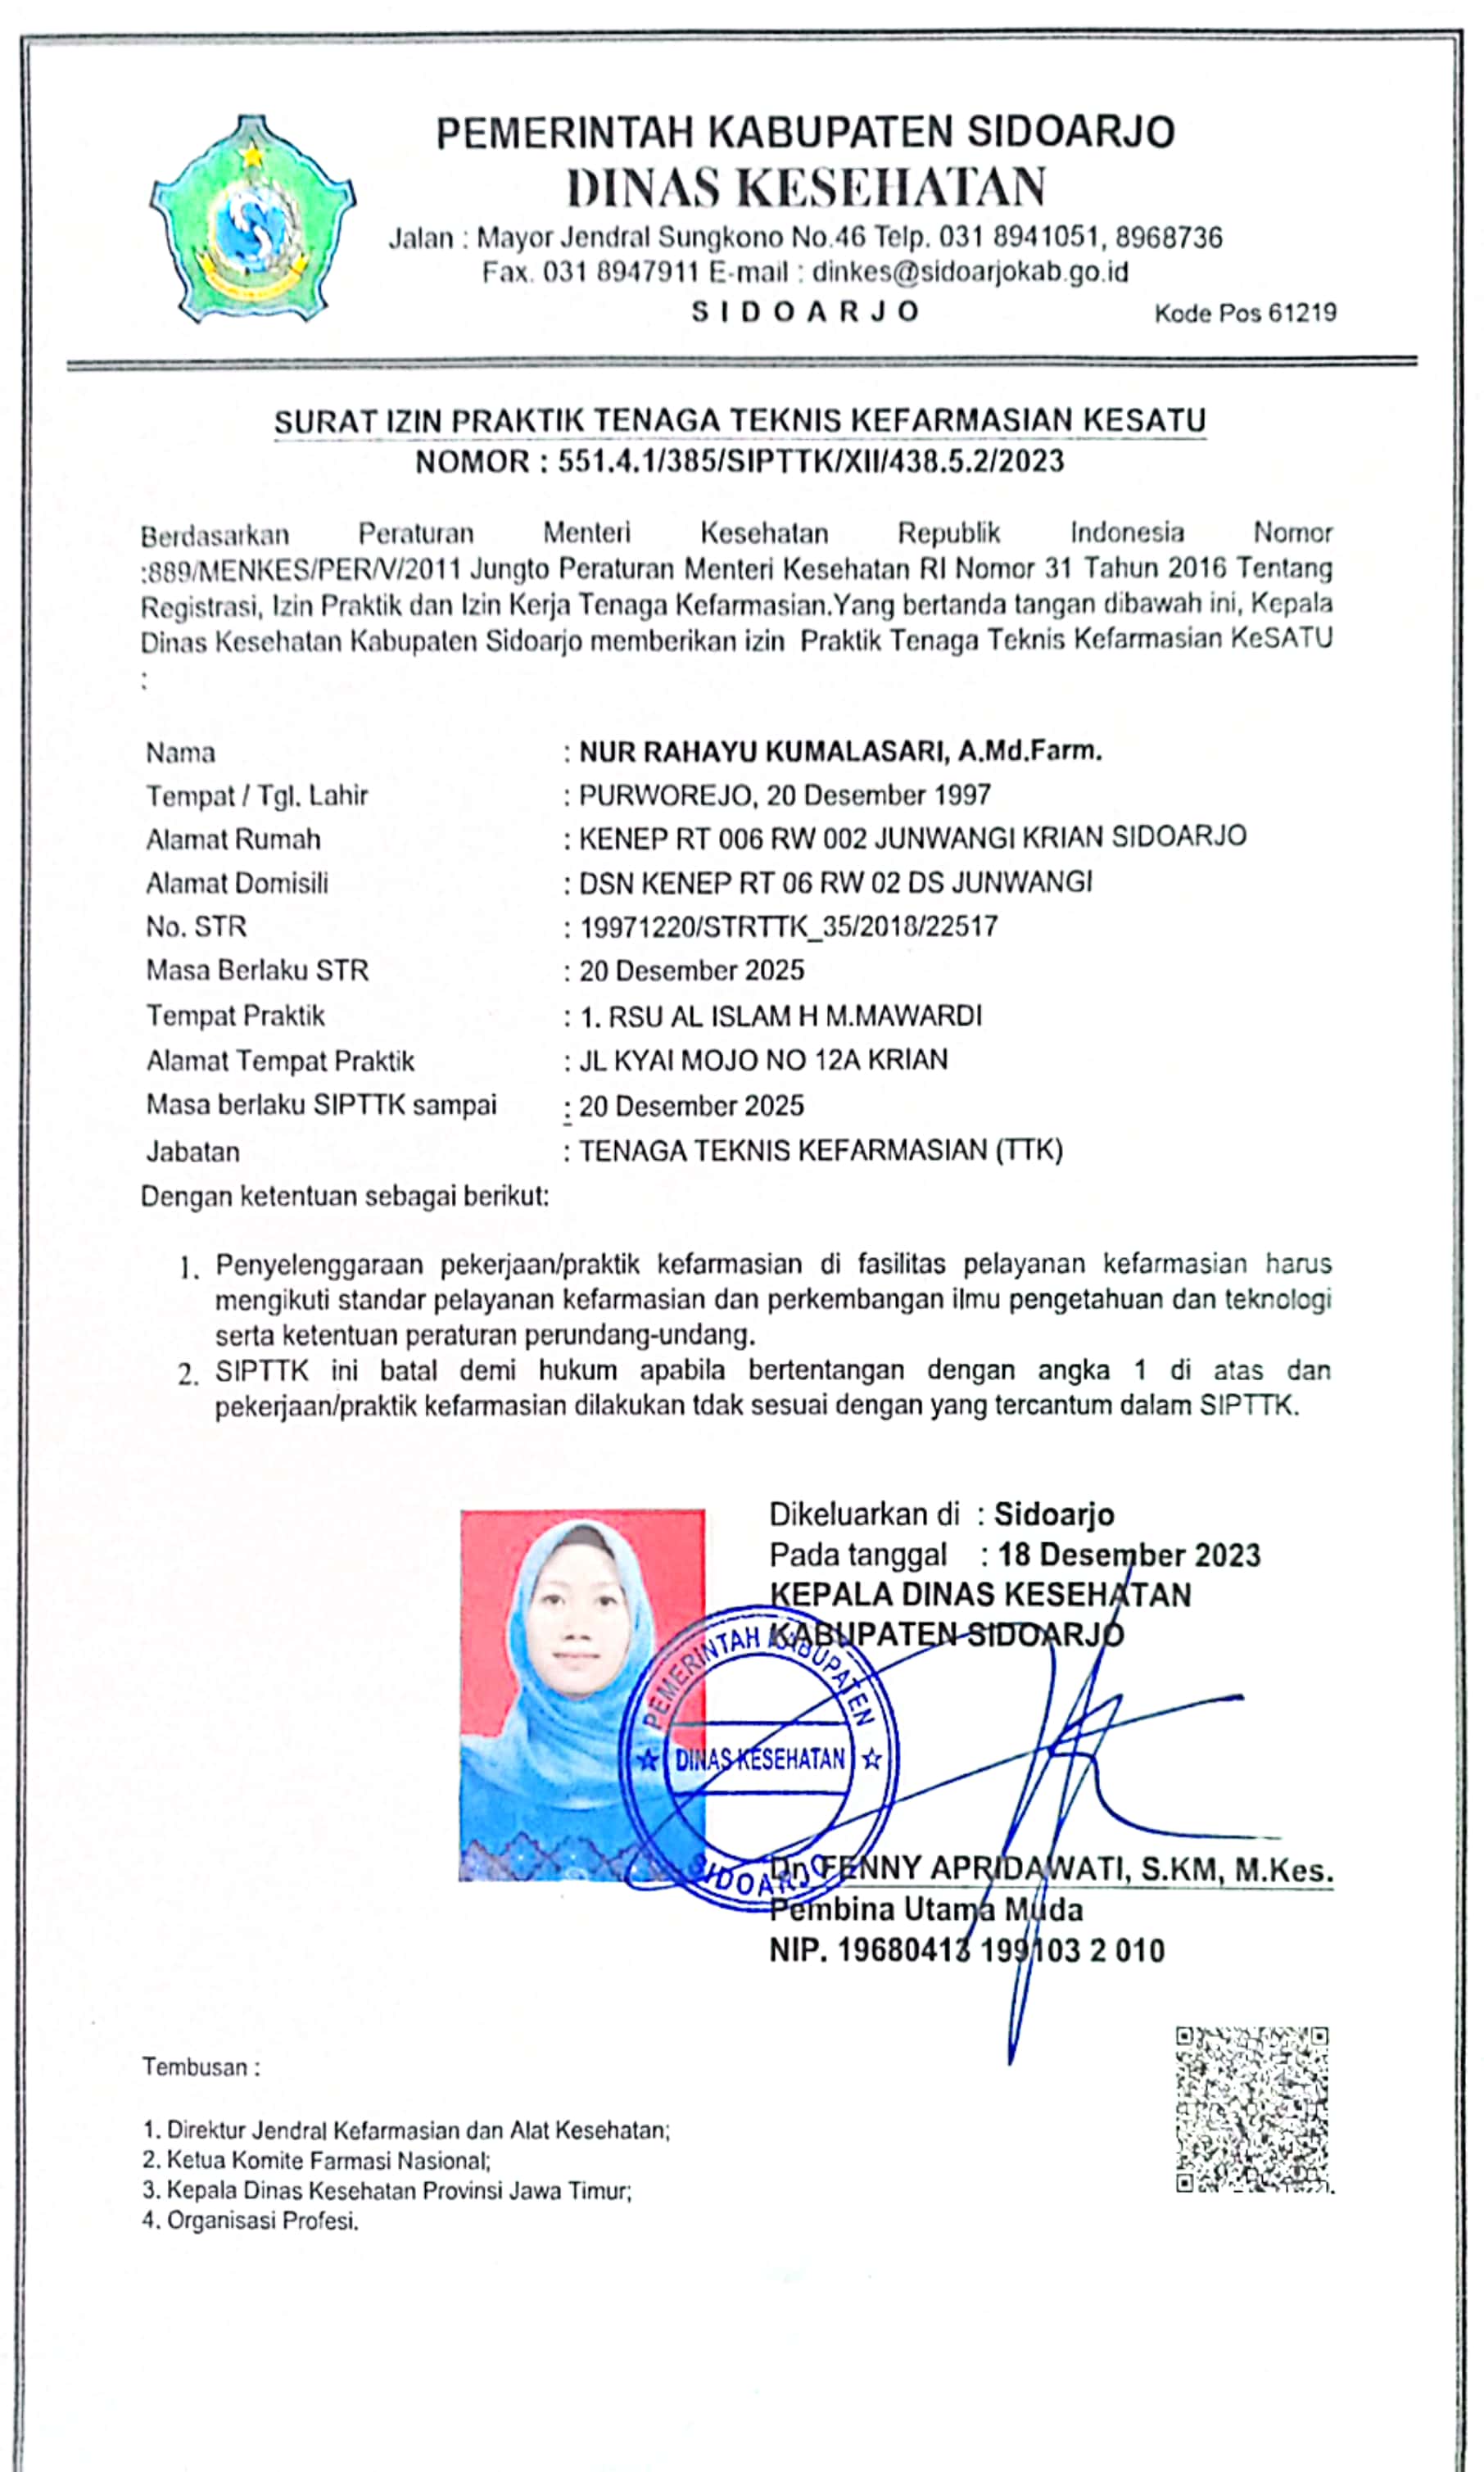 PEMERINTAH KABUPATEN SIDOARJO
DINAS KESEHATAN
Jalan : Mayor Jendral Sungkono No.46 Telp. 031 8941051, 8968736
Fax. 031 8947911 E-mail : dinkes@sidoarjokab.go.id
S I D O A R J O Kode Pos 61219
SURAT IZIN PRAKTIK TENAGA TEKNIS KEFARMASIAN KESATU
NOMOR : 551.4.1/385/SIPTTK/XII/438.5.2/2023
Berdasarkan Peraturan Menteri Kesehatan Republik Indonesia Nomor
:889/MENKES/PER/V/2011 Jungto Peraturan Menteri Kesehatan RI Nomor 31 Tahun 2016 Tentang
Registrasi, Izin Praktik dan Izin Kerja Tenaga Kefarmasian.Yang bertanda tangan dibawah ini, Kepala
Dinas Kesehatan Kabupaten Sidoarjo memberikan izin Praktik Tenaga Teknis Kefarmasian KeSATU
:
Nama : NUR RAHAYU KUMALASARI, A.Md.Farm.
Tempat / Tgl. Lahir : PURWOREJO, 20 Desember 1997
Alamat Rumah : KENEP RT 006 RW 002 JUNWANGI KRIAN SIDOARJO
Alamat Domisili : DSN KENEP RT 06 RW 02 DS JUNWANGI
No. STR : 19971220/STRTTK_35/2018/22517
Masa Berlaku STR : 20 Desember 2025
Tempat Praktik : 1. RSU AL ISLAM H M.MAWARDI
Alamat Tempat Praktik : JL KYAI MOJO NO 12A KRIAN
Masa berlaku SIPTTK sampai : 20 Desember 2025
Jabatan : TENAGA TEKNIS KEFARMASIAN (TTK)
Dengan ketentuan sebagai berikut:
1. Penyelenggaraan pekerjaan/praktik kefarmasian di fasilitas pelayanan kefarmasian harus
mengikuti standar pelayanan kefarmasian dan perkembangan ilmu pengetahuan dan teknologi
serta ketentuan peraturan perundang-undang.
2. SIPTTK ini batal demi hukum apabila bertentangan dengan angka 1 di atas dan
pekerjaan/praktik kefarmasian dilakukan tdak sesuai dengan yang tercantum dalam SIPTTK.
Dikeluarkan di : Sidoarjo
Pada tanggal : 18 Desember 2023
KEPALA DINAS KESEHATAN
KABUPATEN SIDOARJO
PEMERINTAH KABUPATEN
DINAS KESEHATAN
SIDOARJO
FENNY APRIDAWATI, S.KM, M.Kes.
Pembina Utama Muda
NIP. 19680413 199103 2 010
Tembusan :
1. Direktur Jendral Kefarmasian dan Alat Kesehatan;
2. Ketua Komite Farmasi Nasional;
3. Kepala Dinas Kesehatan Provinsi Jawa Timur;
4. Organisasi Profesi.